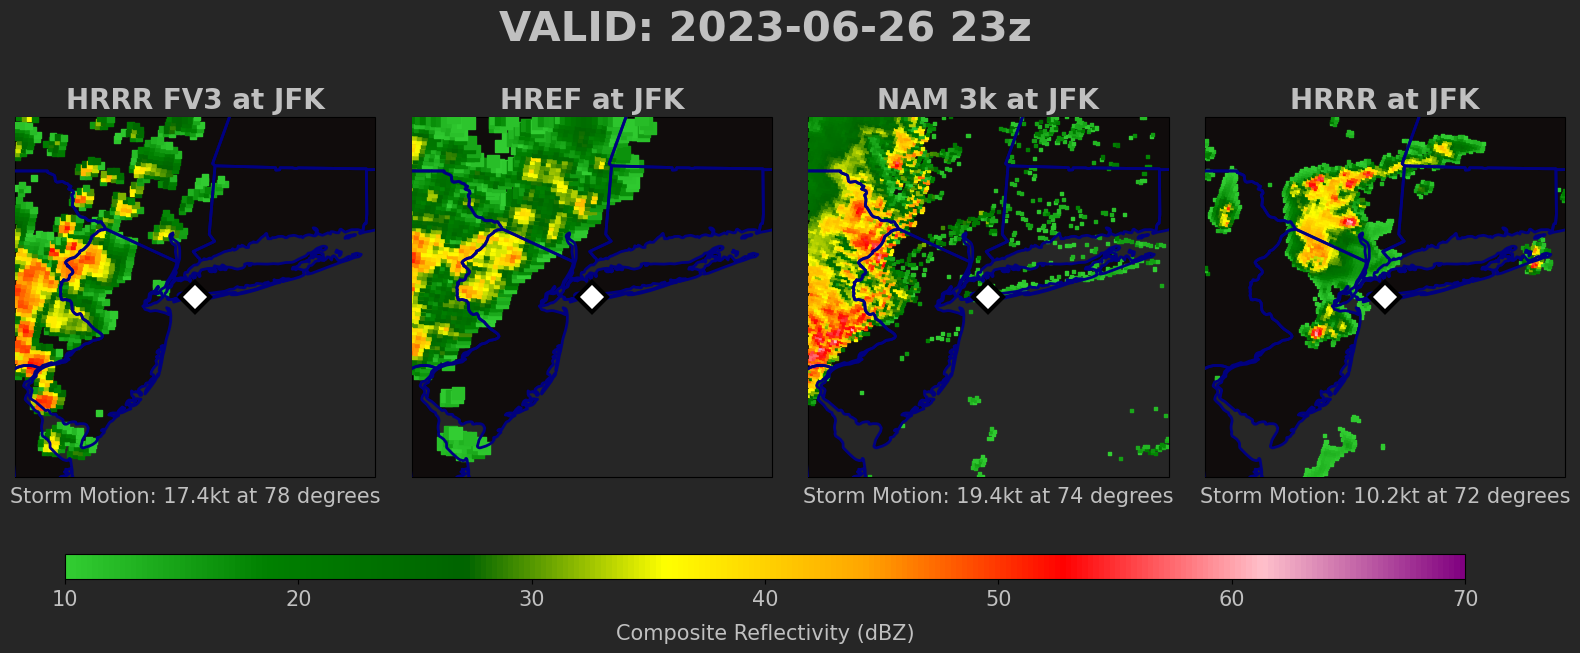 VALID: 2023-06-26 23z
HRRR FV3 at JFK
HREF at JFK
NAM 3k at JFK
HRRR at JFK
Storm Motion: 17.4kt at 78 degrees
Storm Motion: 19.4kt at 74 degrees
Storm Motion: 10.2kt at 72 degrees
10 20 30 40 50 60 70
Composite Reflectivity (dBZ)